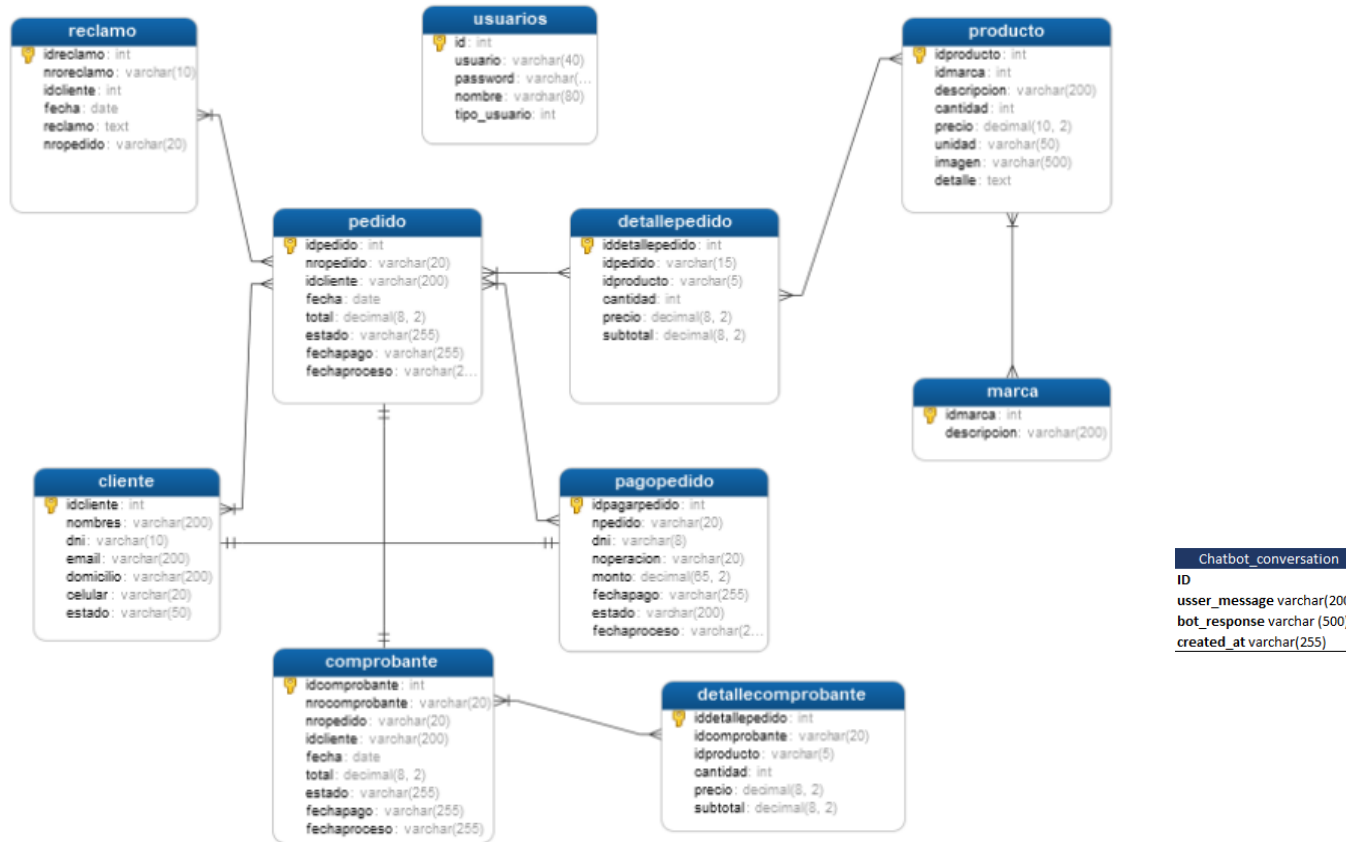 reclamo
idreclamo: int
nroreclamo: varchar(10)
idcliente: int
fecha: date
reclamo: text
nropedido: varchar(20)
usuarios
id: int
usuario: varchar(40)
password: varchar(...
nombre: varchar(80)
tipo_usuario: int
producto
idproducto: int
idmarca: int
descripcion: varchar(200)
cantidad: int
precio: decimal(10, 2)
unidad: varchar(50)
imagen: varchar(500)
detalle: text
pedido
idpedido: int
nropedido: varchar(20)
idcliente: varchar(200)
fecha: date
total: decimal(8, 2)
estado: varchar(255)
fechapago: varchar(255)
fechaproceso: varchar(2...
detallepedido
iddetallepedido: int
idpedido: varchar(15)
idproducto: varchar(5)
cantidad: int
precio: decimal(8, 2)
subtotal: decimal(8, 2)
marca
idmarca: int
descripcion: varchar(200)
cliente
idcliente: int
nombres: varchar(200)
dni: varchar(10)
email: varchar(200)
domicilio: varchar(200)
celular: varchar(20)
estado: varchar(50)
pagopedido
idpagarpedido: int
npedido: varchar(20)
dni: varchar(8)
noperacion: varchar(20)
monto: decimal(65, 2)
fechapago: varchar(255)
estado: varchar(200)
fechaproceso: varchar(2...
Chatbot_conversation
ID
usser_message varchar(200
bot_response varchar (500)
created_at varchar(255)
comprobante
idcomprobante: int
nrocomprobante: varchar(20)
nropedido: varchar(20)
idcliente: varchar(200)
fecha: date
total: decimal(8, 2)
estado: varchar(255)
fechapago: varchar(255)
fechaproceso: varchar(255)
detallecomprobante
iddetallepedido: int
idcomprobante: varchar(20)
idproducto: varchar(5)
cantidad: int
precio: decimal(8, 2)
subtotal: decimal(8, 2)